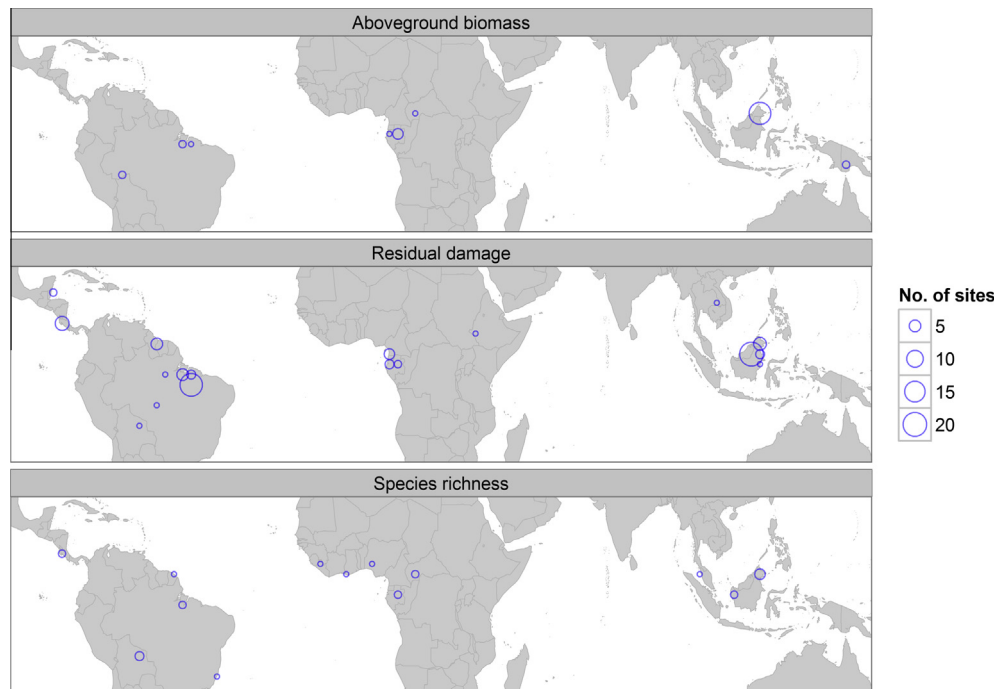 Aboveground biomass
Residual damage
No. of sites
5
10
15
20
Species richness